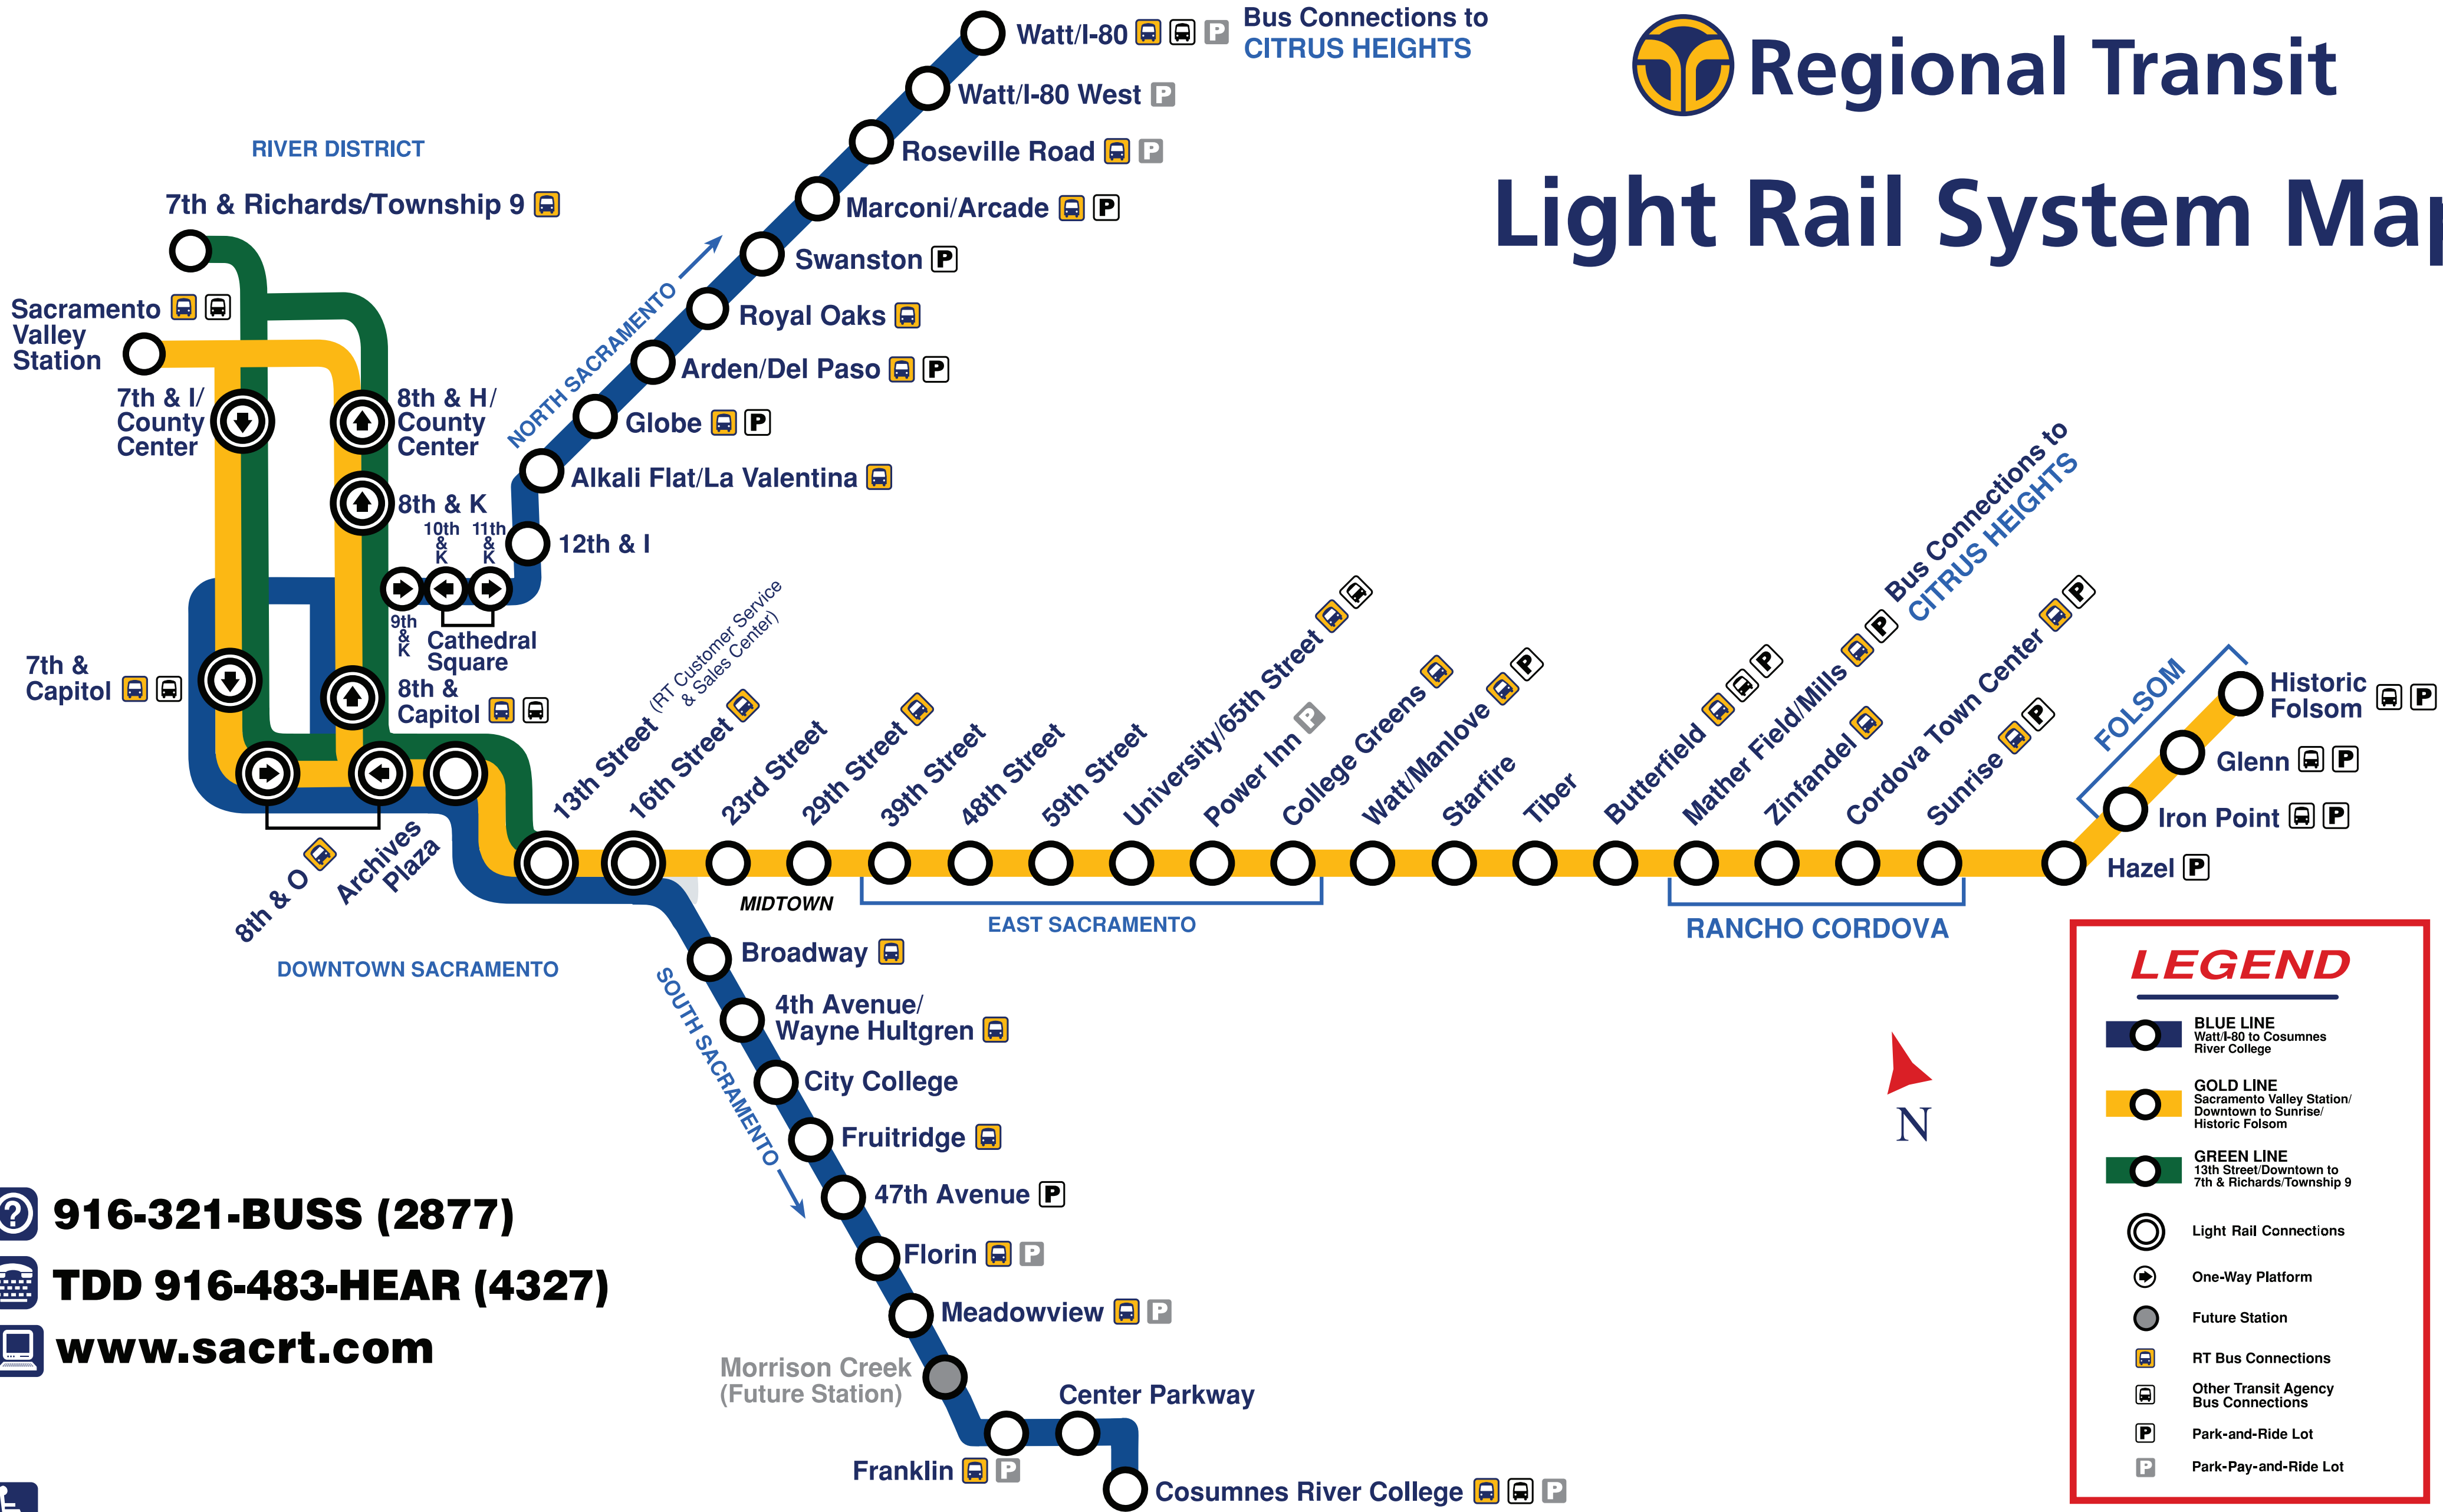 Regional Transit
Light Rail System Map
Bus Connections to
CITRUS HEIGHTS
Watt/I-80
P
Watt/I-80 West P
Roseville Road P
Marconi/Arcade P
Swanston P
Royal Oaks
Arden/Del Paso P
Globe P
Alkali Flat/La Valentina
12th & I
NORTH SACRAMENTO
RIVER DISTRICT
7th & Richards/Township 9
Sacramento
Valley
Station
7th & I/
County
Center
8th & H/
County
Center
8th & K
10th
&
K
11th
&
K
9th
&
K
Cathedral
Square
7th &
Capitol
8th &
Capitol
8th & O
Archives
Plaza
DOWNTOWN SACRAMENTO
13th Street (RT Customer Service
& Sales Center)
16th Street
23rd Street
29th Street
39th Street
48th Street
59th Street
University/65th Street
Power Inn P
College Greens
Watt/Manlove P
Starfire
Tiber
Butterfield P
Mather Field/Mills P
Bus Connections to
CITRUS HEIGHTS
Zinfandel
Cordova Town Center P
Sunrise P
Hazel P
Iron Point P
Glenn P
Historic
Folsom P
FOLSOM
MIDTOWN
EAST SACRAMENTO
RANCHO CORDOVA
SOUTH SACRAMENTO
Broadway
4th Avenue/
Wayne Hultgren
City College
Fruitridge
47th Avenue P
Florin P
Meadowview P
Morrison Creek
(Future Station)
Center Parkway
Franklin P
Cosumnes River College P
N
? 916-321-BUSS (2877)
TDD 916-483-HEAR (4327)
www.sacrt.com
LEGEND
BLUE LINE
Watt/I-80 to Cosumnes
River College
GOLD LINE
Sacramento Valley Station/
Downtown to Sunrise/
Historic Folsom
GREEN LINE
13th Street/Downtown to
7th & Richards/Township 9
Light Rail Connections
One-Way Platform
Future Station
RT Bus Connections
Other Transit Agency
Bus Connections
P Park-and-Ride Lot
P Park-Pay-and-Ride Lot